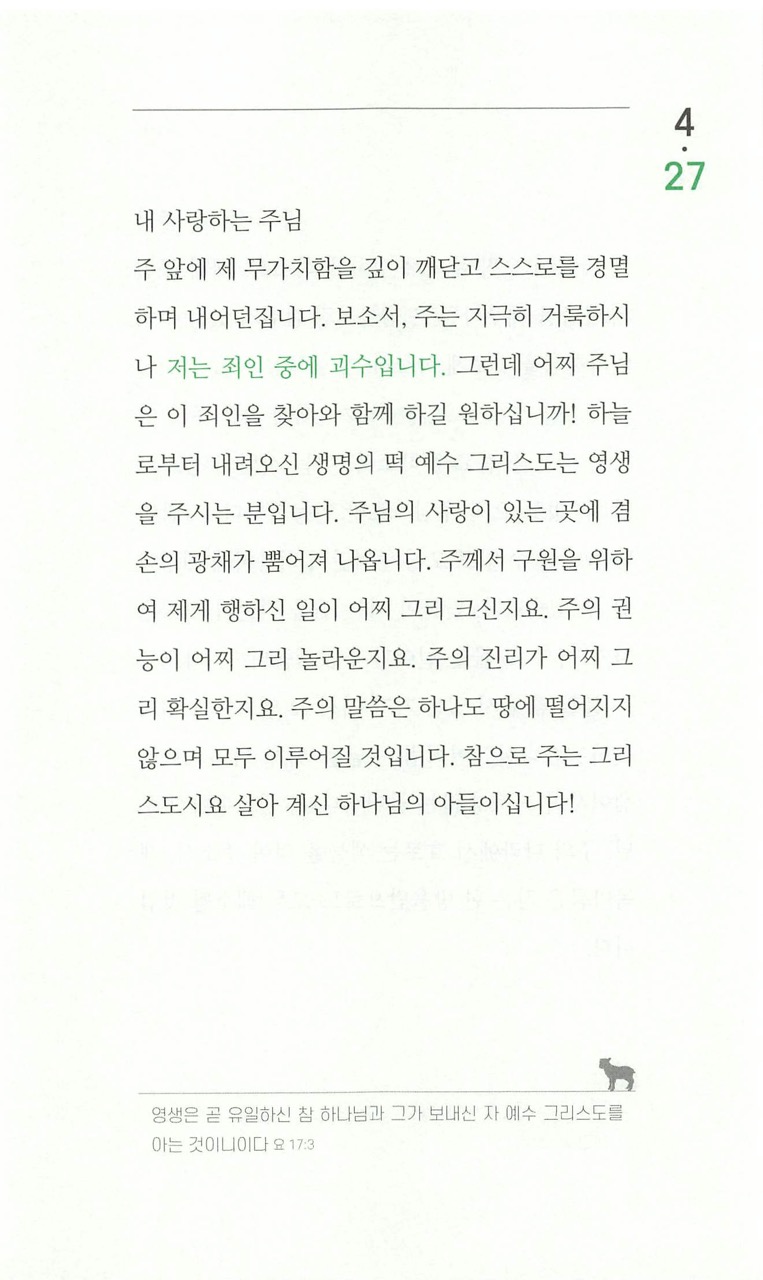 4
·
27
내 사랑하는 주님
주 앞에 제 무가치함을 깊이 깨닫고 스스로를 경멸
하며 내어던집니다. 보소서, 주는 지극히 거룩하시
나 저는 죄인 중에 괴수입니다. 그런데 어찌 주님
은 이 죄인을 찾아와 함께 하길 원하십니까! 하늘
로부터 내려오신 생명의 떡 예수 그리스도는 영생
을 주시는 분입니다. 주님의 사랑이 있는 곳에 겸
손의 광채가 뿜어져 나옵니다. 주께서 구원을 위하
여 제게 행하신 일이 어찌 그리 크신지요. 주의 권
능이 어찌 그리 놀라운지요. 주의 진리가 어찌 그
리 확실한지요. 주의 말씀은 하나도 땅에 떨어지지
않으며 모두 이루어질 것입니다. 참으로 주는 그리
스도시요 살아 계신 하나님의 아들이십니다!
영생은 곧 유일하신 참 하나님과 그가 보내신 자 예수 그리스도를
아는 것이니이다 요 17:3